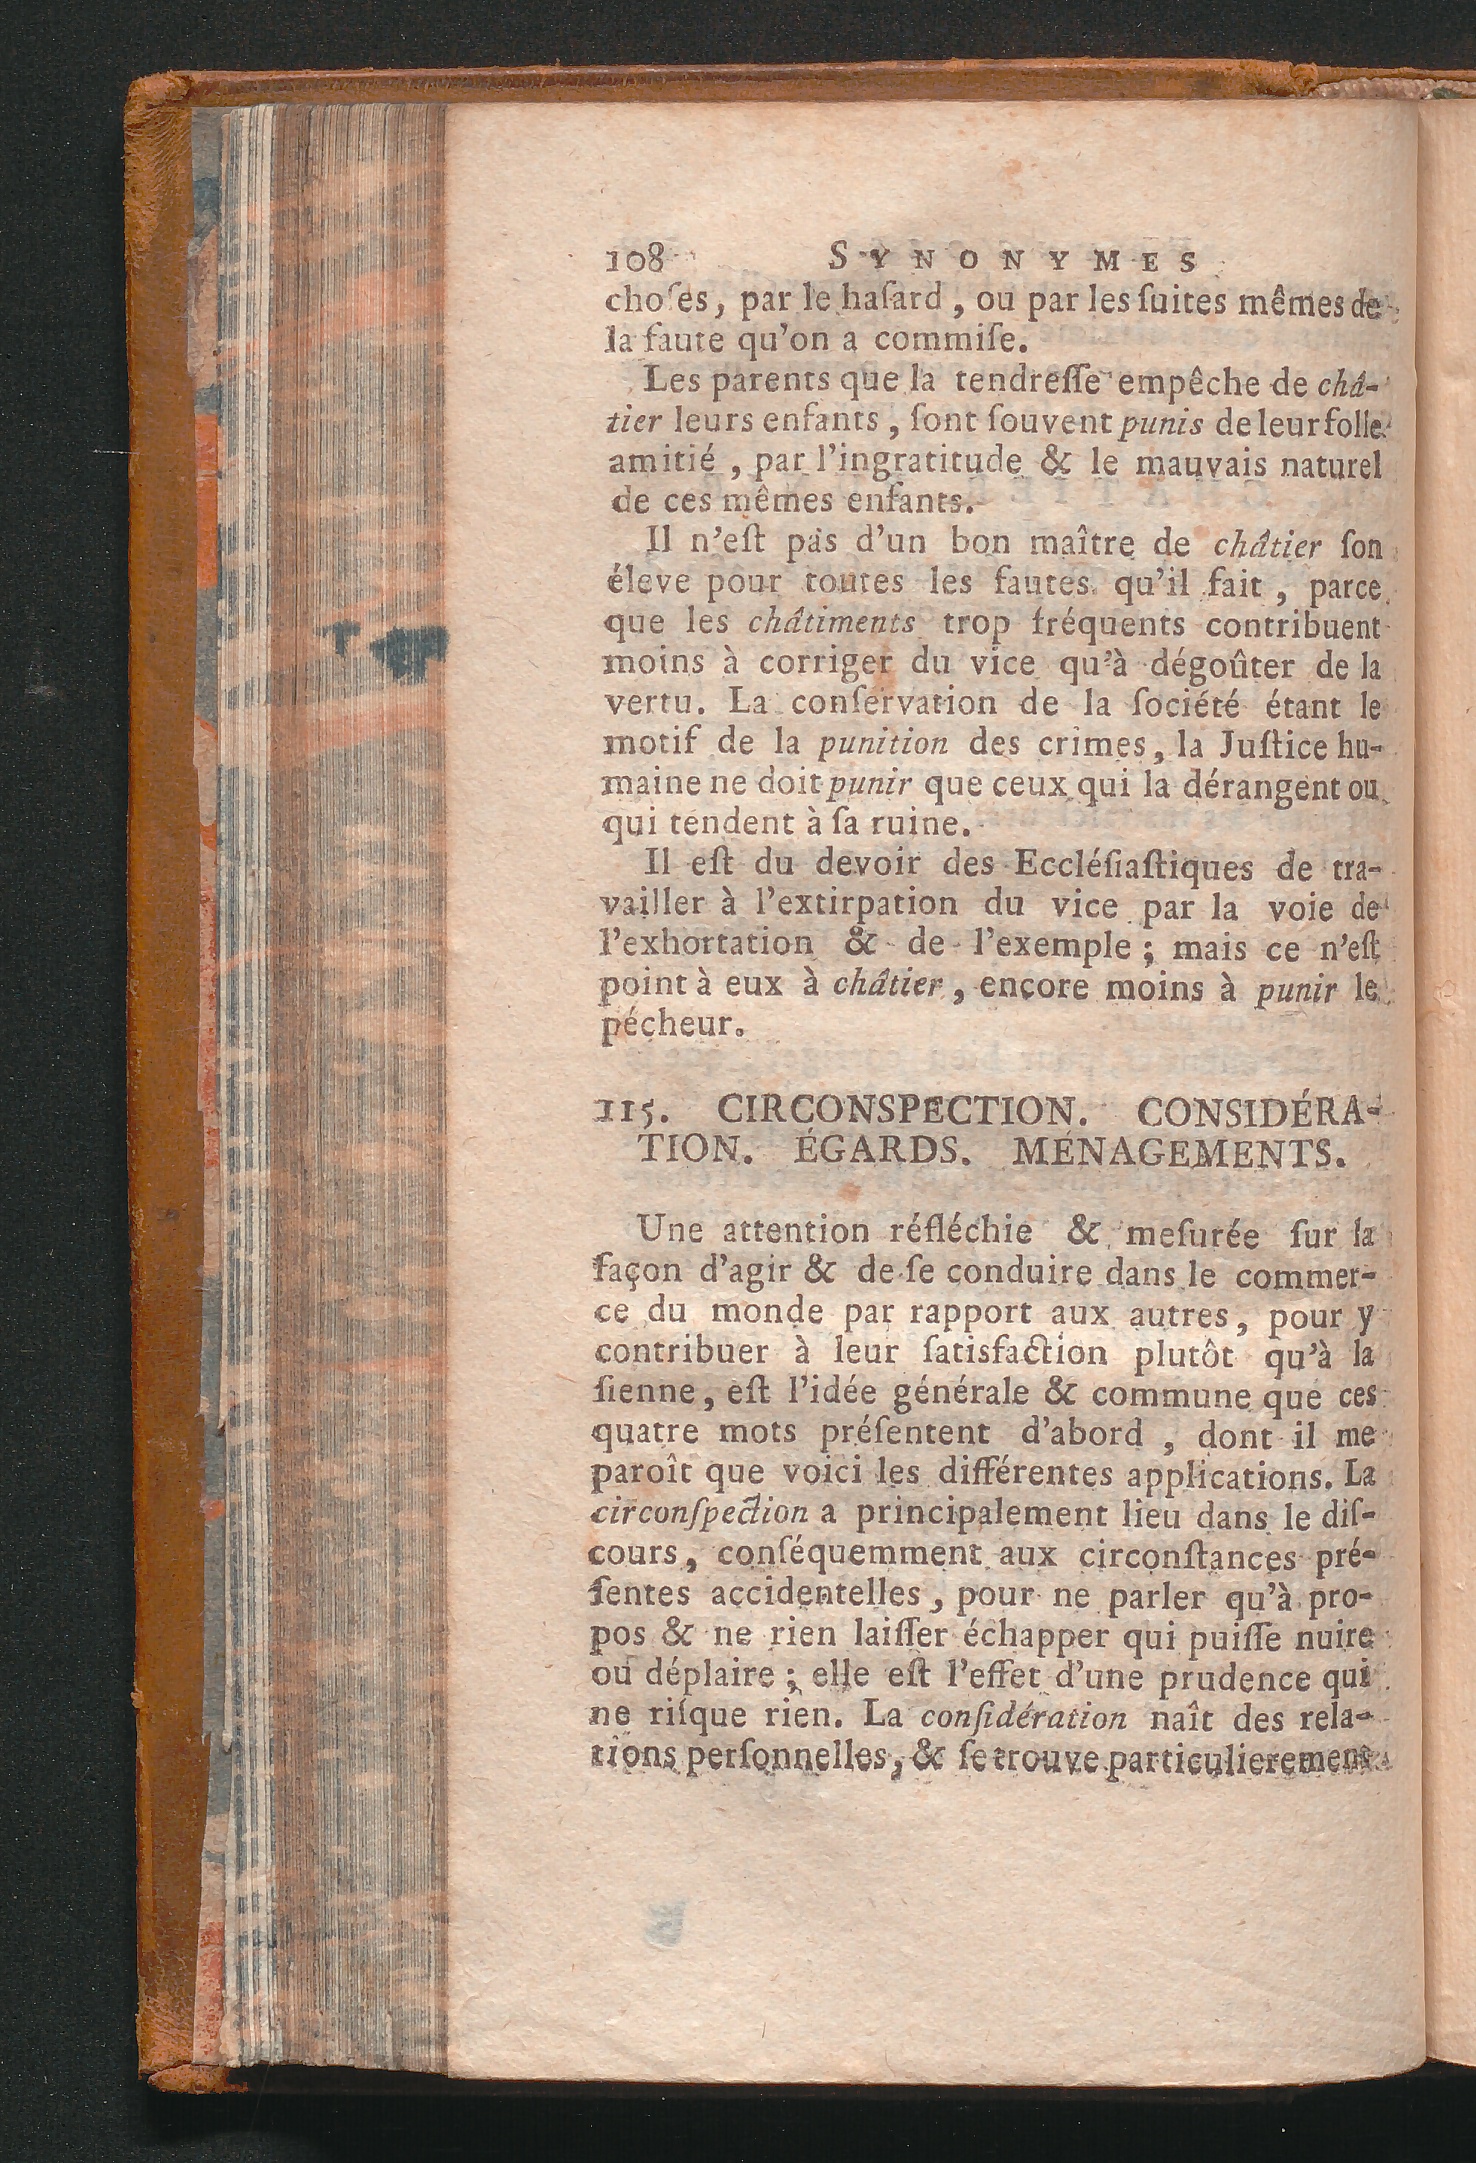 108 SYNONYMES
choſes, par le haſard, ou par les ſuites mêmes de
la faute qu'on a commiſe.
Les parents que la tendreſſe empêche de châ-
tier leurs enfants, ſont ſouvent punis de leur folle
amitié, par l'ingratitude & le mauvais naturel
de ces mêmes enfants.
Il n'eſt pas d'un bon maître de châtier ſon
éleve pour toutes les fautes qu'il fait, parce
que les châtiments trop fréquents contribuent
moins à corriger du vice qu'à dégoûter de la
vertu. La conſervation de la ſociété étant le
motif de la punition des crimes, la Juſtice hu-
maine ne doit punir que ceux qui la dérangent ou
qui tendent à ſa ruine.
Il eſt du devoir des Eccléſiaſtiques de tra-
vailler à l'extirpation du vice par la voie de
l'exhortation & de l'exemple; mais ce n'eſt
point à eux à châtier, encore moins à punir le
pécheur.
115. CIRCONSPECTION. CONSIDÉRA-
TION. ÉGARDS. MÉNAGEMENTS.
Une attention réfléchie & meſurée ſur ſa
façon d'agir & de ſe conduire dans le commer-
ce du monde par rapport aux autres, pour y
contribuer à leur ſatisfaction plutôt qu'à la
ſienne, eſt l'idée générale & commune que ces
quatre mots préſentent d'abord, dont il me
paroît que voici les différentes applications. La
circonſpection a principalement lieu dans le diſ-
cours, conſéquemment aux circonſtances pré-
ſentes accidentelles, pour ne parler qu'à pro-
pos & ne rien laiſſer échapper qui puiſſe nuire
ou déplaire; elle eſt l'effet d'une prudence qui
ne riſque rien. La conſidération naît des rela-
tions perſonnelles, & ſe trouve particulierement